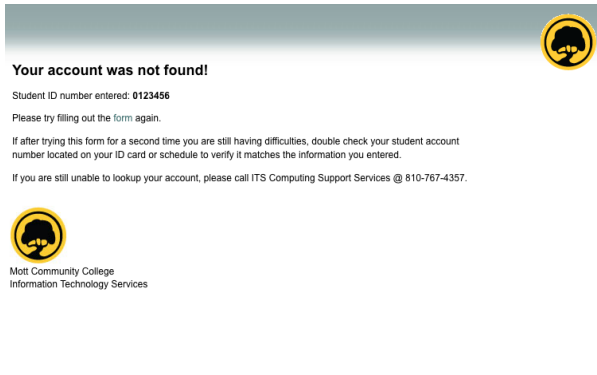 Your account was not found!
Student ID number entered: 0123456
Please try filling out the form again.
If after trying this form for a second time you are still having difficulties, double check your student account
number located on your ID card or schedule to verify it matches the information you entered.
If you are still unable to lookup your account, please call ITS Computing Support Services @ 810-767-4357.
Mott Community College
Information Technology Services